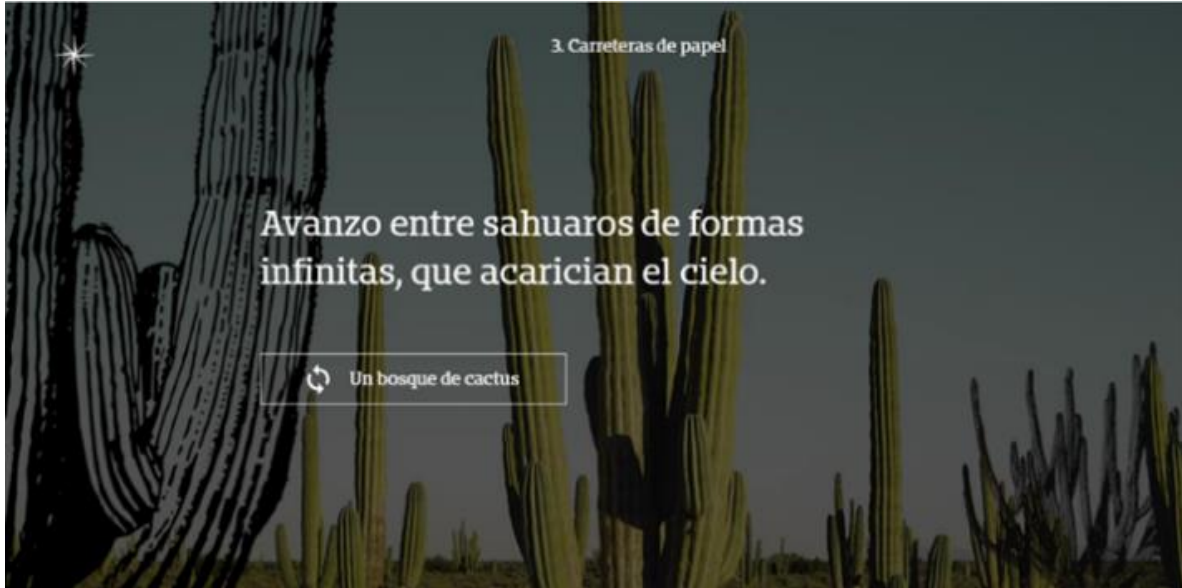 3. Carreteras de papel
Avanzo entre sahuaros de formas
infinitas, que acarician el cielo.
Un bosque de cactus